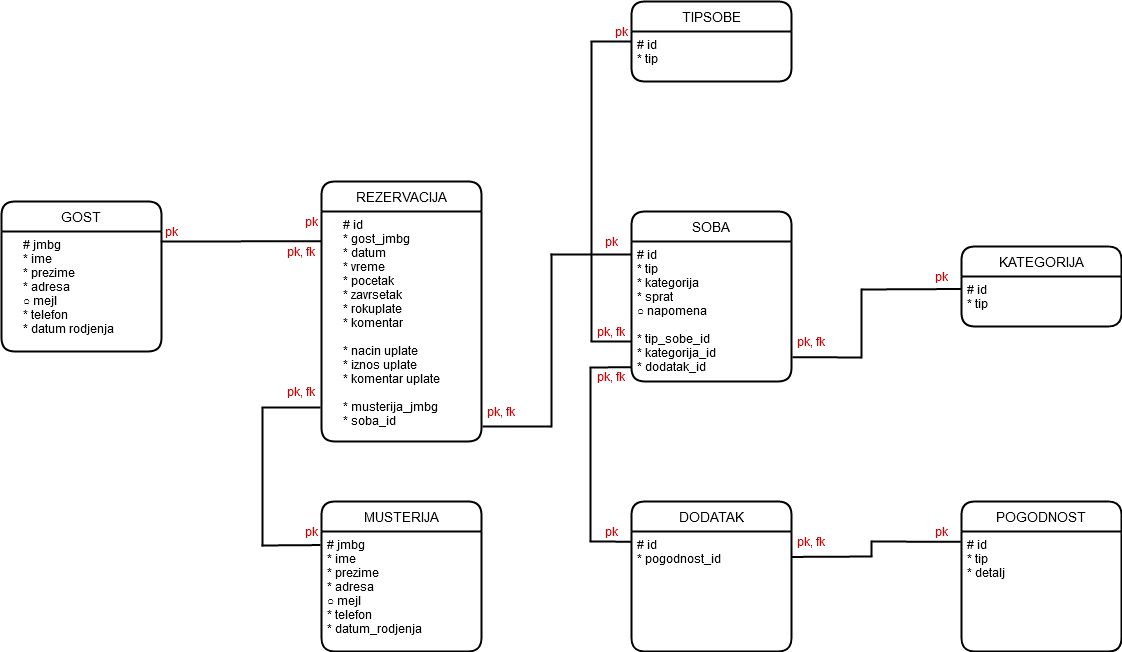 TIPSOBE
pk
# id
* tip
GOST
pk
# jmbg
* ime
* prezime
* adresa
○ mejl
* telefon
* datum rodjenja
REZERVACIJA
pk
pk, fk
# id
* gost_jmbg
* datum
* vreme
* pocetak
* zavrsetak
* rokuplate
* komentar
* nacin uplate
* iznos uplate
* komentar uplate
pk, fk
* musterija_jmbg
* soba_id
pk, fk
SOBA
pk
# id
* tip
* kategorija
* sprat
○ napomena
pk, fk
* tip_sobe_id
* kategorija_id
* dodatak_id
pk, fk
pk, fk
KATEGORIJA
pk
# id
* tip
MUSTERIJA
pk
# jmbg
* ime
* prezime
* adresa
○ mejl
* telefon
* datum_rodjenja
DODATAK
pk
# id
* pogodnost_id
pk, fk
POGODNOST
pk
# id
* tip
* detalj